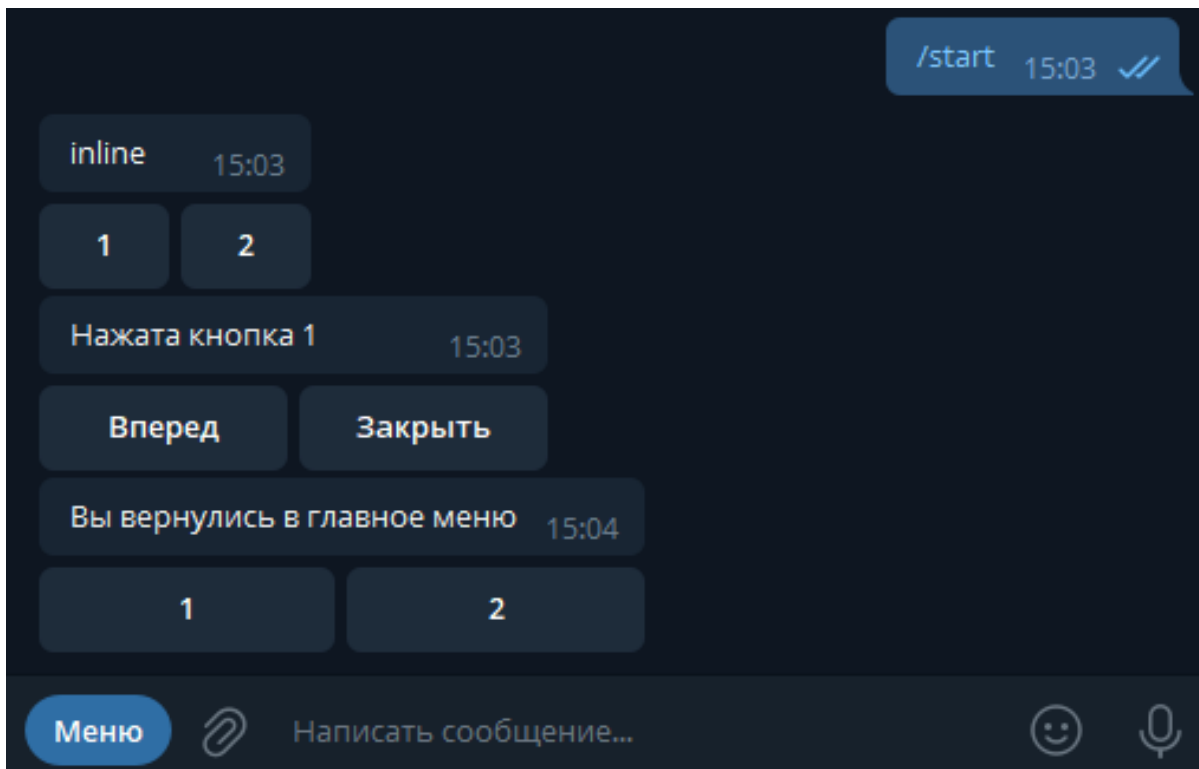 /start 15:03
inline 15:03
1 2
Нажата кнопка 1 15:03
Вперед Закрыть
Вы вернулись в главное меню 15:04
1 2
Меню Написать сообщение...